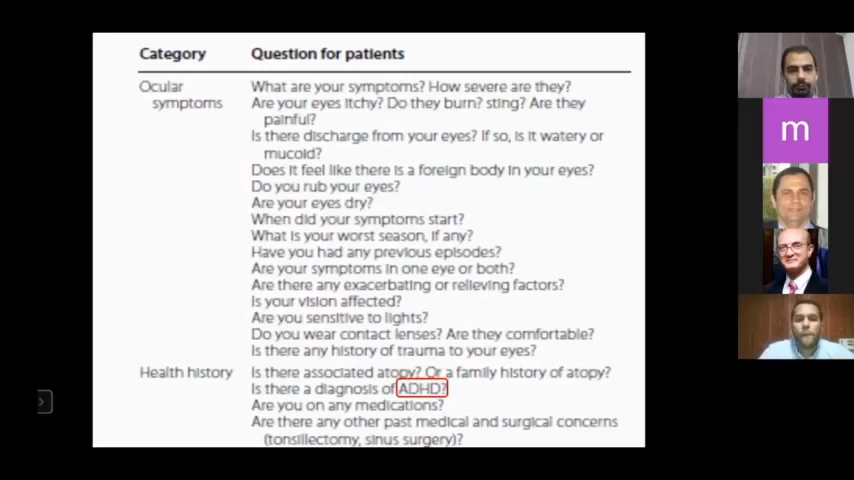 Category Question for patients
Ocular symptoms What are your symptoms? How severe are they?
Are your eyes itchy? Do they burn? sting? Are they painful?
Is there discharge from your eyes? If so, is it watery or mucoid?
Does it feel like there is a foreign body in your eyes?
Do you rub your eyes?
Are your eyes dry?
When did your symptoms start?
What is your worst season, if any?
Have you had any previous episodes?
Are your symptoms in one eye or both?
Are there any exacerbating or relieving factors?
Is your vision affected?
Are you sensitive to lights?
Do you wear contact lenses? Are they comfortable?
Is there any history of trauma to your eyes?
Health history Is there associated atopy? Or a family history of atopy?
Is there a diagnosis of ADHD?
Are you on any medications?
Are there any other past medical and surgical concerns (tonsillectomy, sinus surgery)?
m